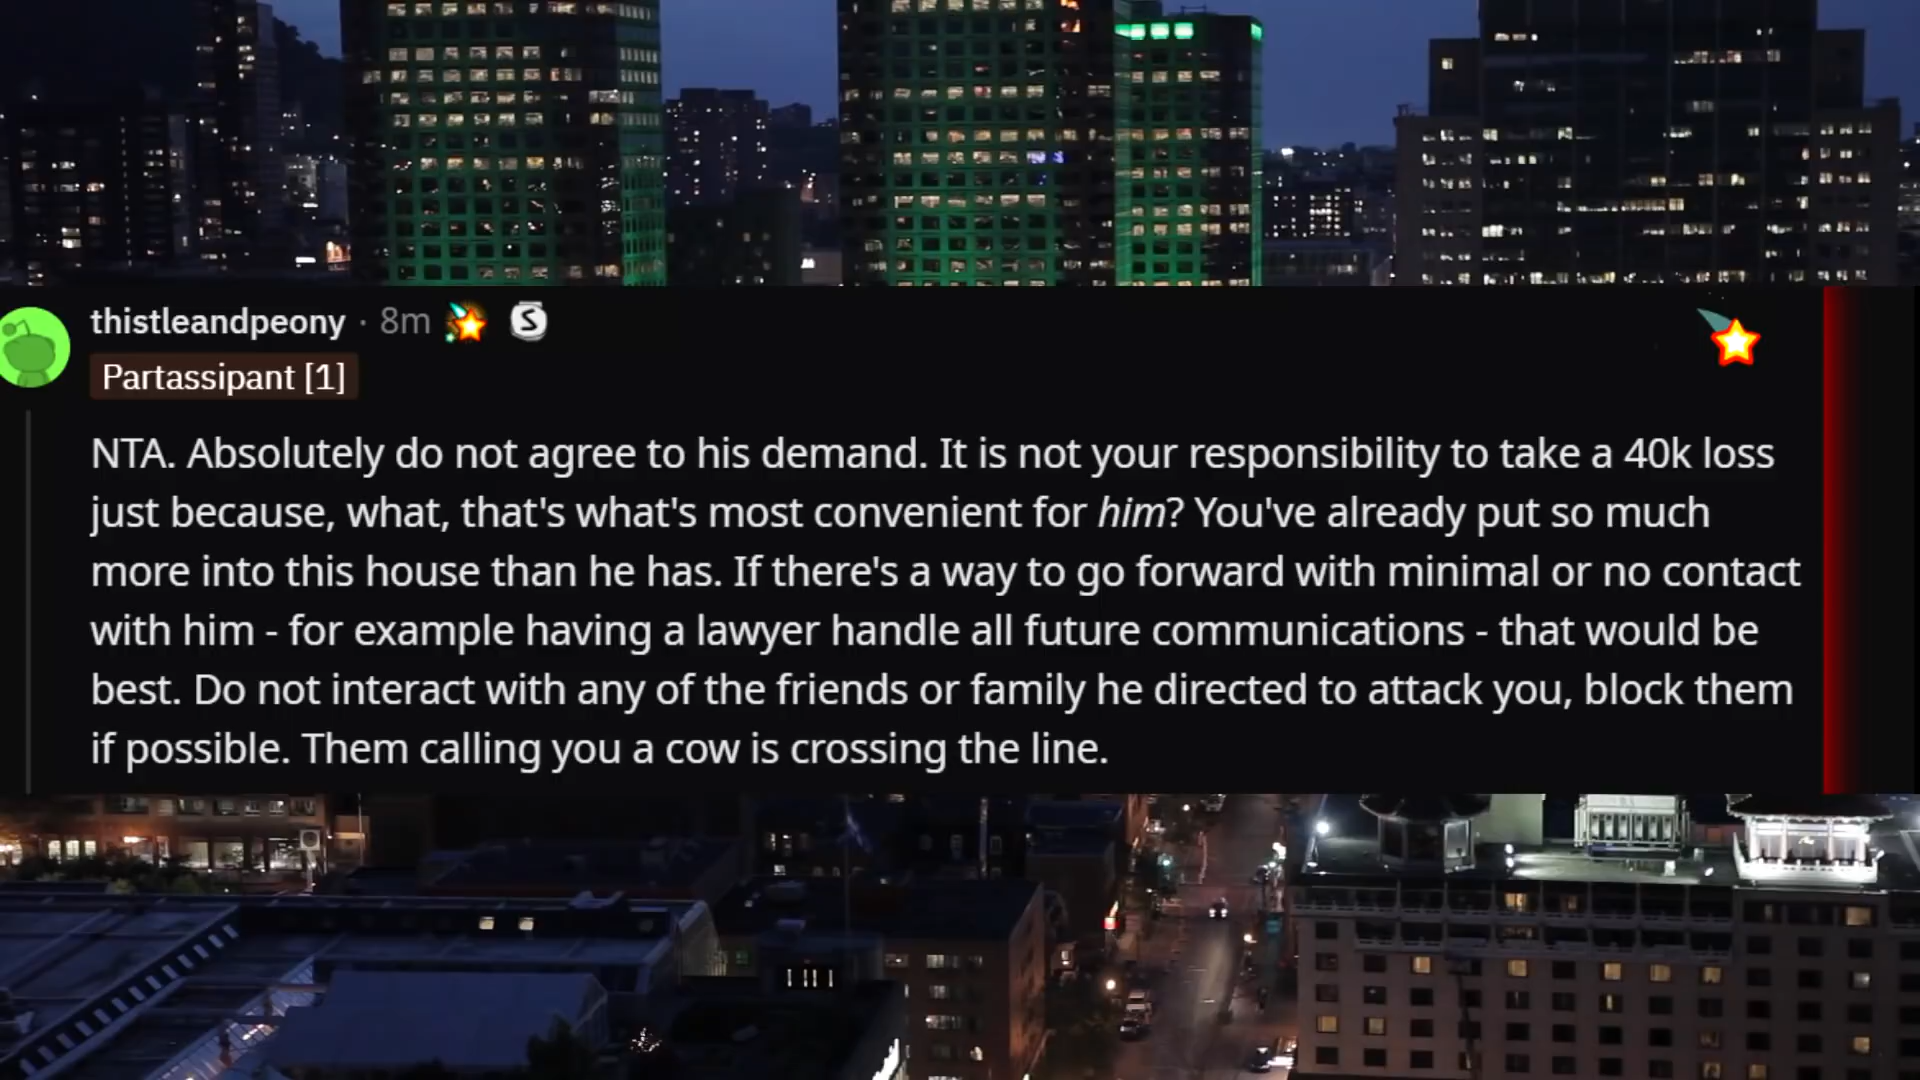 thistleandpeony · 8m
Partassipant [1]
NTA. Absolutely do not agree to his demand. It is not your responsibility to take a 40k loss
just because, what, that's what's most convenient for him? You've already put so much
more into this house than he has. If there's a way to go forward with minimal or no contact
with him - for example having a lawyer handle all future communications - that would be
best. Do not interact with any of the friends or family he directed to attack you, block them
if possible. Them calling you a cow is crossing the line.